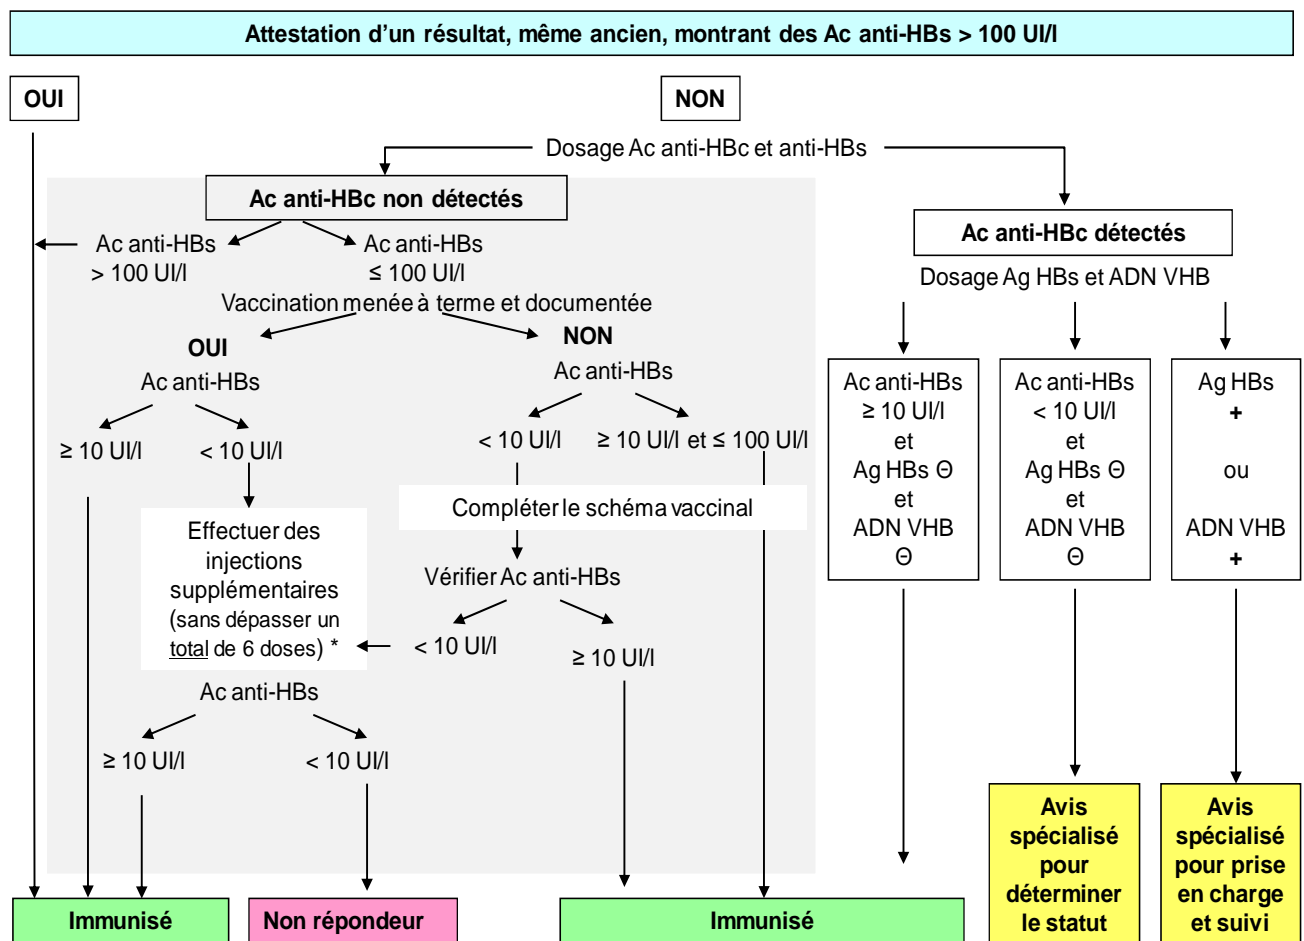 Attestation d’un résultat, même ancien, montrant des Ac anti-HBs > 100 UI/l
OUI
NON
Dosage Ac anti-HBc et anti-HBs
Ac anti-HBc non détectés
Ac anti-HBs
> 100 UI/l
Ac anti-HBs
≤ 100 UI/l
Vaccination menée à terme et documentée
OUI
Ac anti-HBs
≥ 10 UI/l
< 10 UI/l
NON
Ac anti-HBs
< 10 UI/l
≥ 10 UI/l et ≤ 100 UI/l
Compléter le schéma vaccinal
Vérifier Ac anti-HBs
< 10 UI/l
≥ 10 UI/l
Effectuer des
injections
supplémentaires
(sans dépasser un
total de 6 doses) *
Ac anti-HBs
≥ 10 UI/l
< 10 UI/l
Ac anti-HBc détectés
Dosage Ag HBs et ADN VHB
Ac anti-HBs
≥ 10 UI/l
et
Ag HBs Θ
et
ADN VHB
Θ
Ac anti-HBs
< 10 UI/l
et
Ag HBs Θ
et
ADN VHB
Θ
Ag HBs
+
ou
ADN VHB
+
Immunisé
Non répondeur
Immunisé
Avis
spécialisé
pour
déterminer
le statut
Avis
spécialisé
pour prise
en charge
et suivi